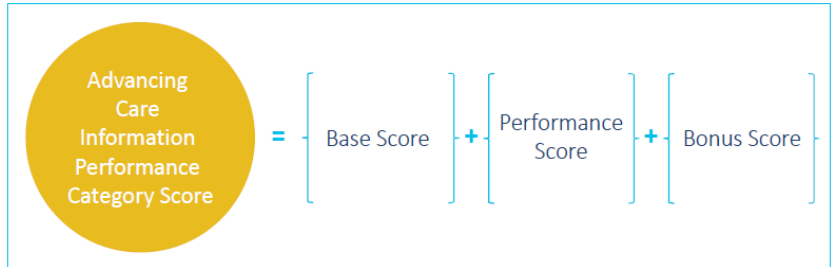 Advancing
Care
Information
Performance
Category Score
=
Base Score
+
Performance
Score
+
Bonus Score